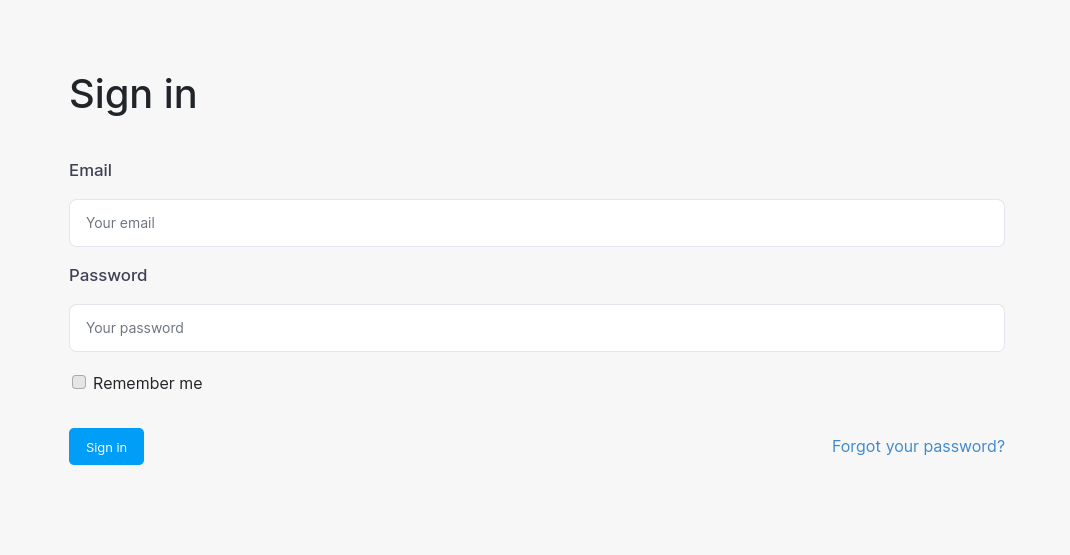 Sign in
Email
Your email
Password
Your password
Remember me
Sign in
Forgot your password?